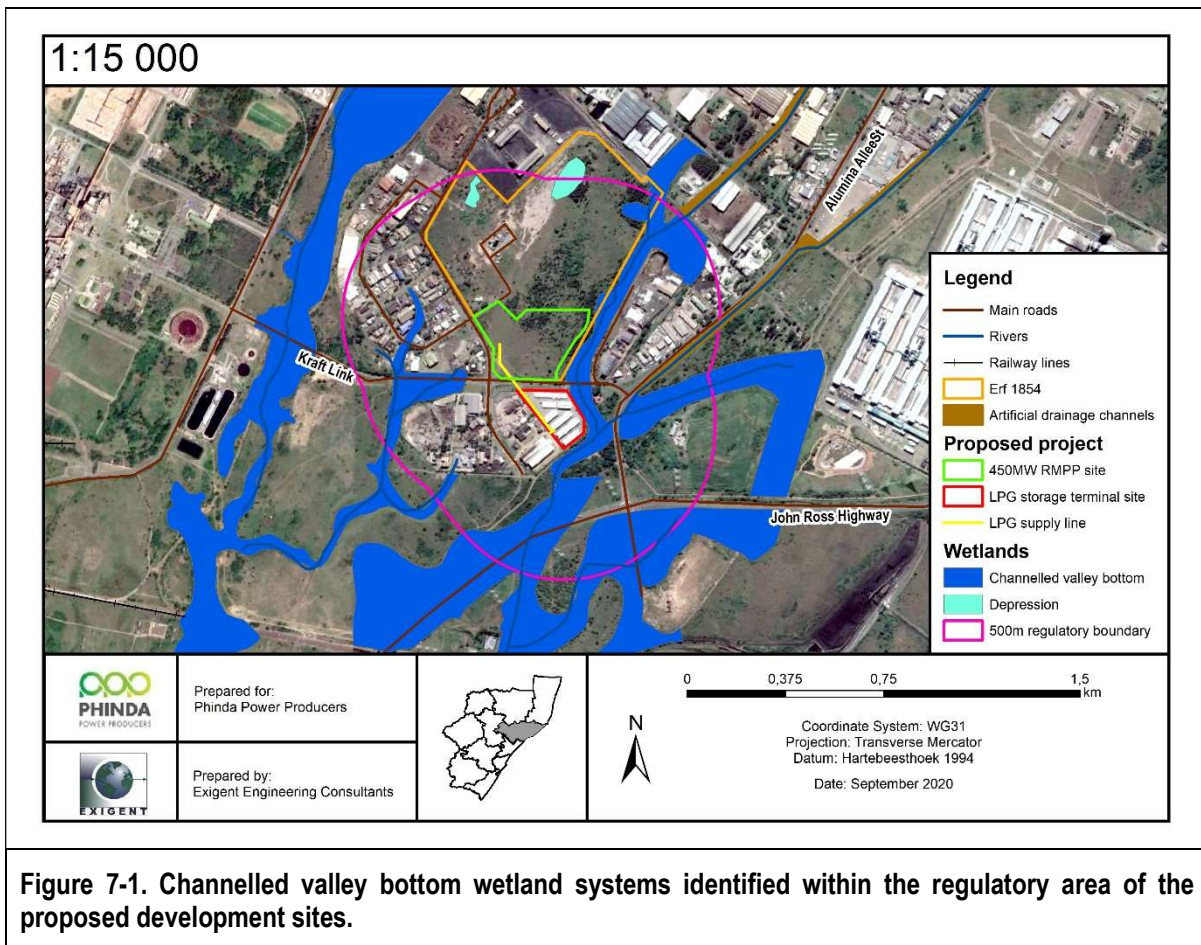 1:15 000
Alumina AlleeSt
Kraft Link
John Ross Highway
Legend
Main roads
Rivers
Railway lines
Erf 1854
Artificial drainage channels
Proposed project
450MW RMPP site
LPG storage terminal site
LPG supply line
Wetlands
Channelled valley bottom
Depression
500m regulatory boundary
PHINDA
POWER PRODUCERS
Prepared for:
Phinda Power Producers
EXIGENT
Prepared by:
Exigent Engineering Consultants
0 0,375 0,75 1,5
km
N
Coordinate System: WG31
Projection: Transverse Mercator
Datum: Hartebeesthoek 1994
Date: September 2020
Figure 7-1. Channelled valley bottom wetland systems identified within the regulatory area of the
proposed development sites.